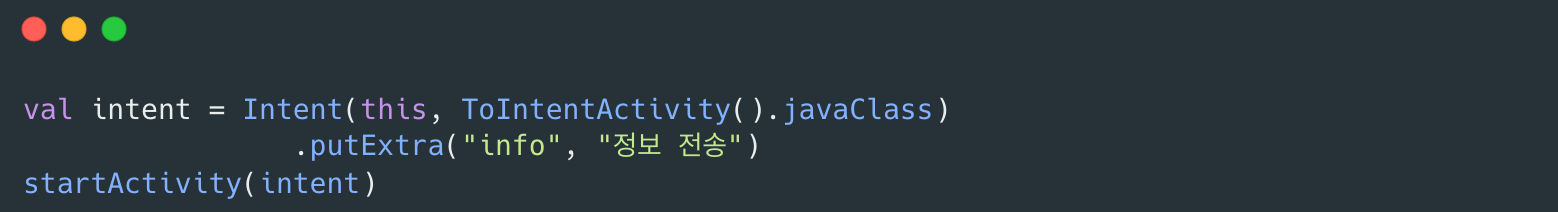 val intent = Intent(this, ToIntentActivity().javaClass)
.putExtra("info", "정보 전송")
startActivity(intent)